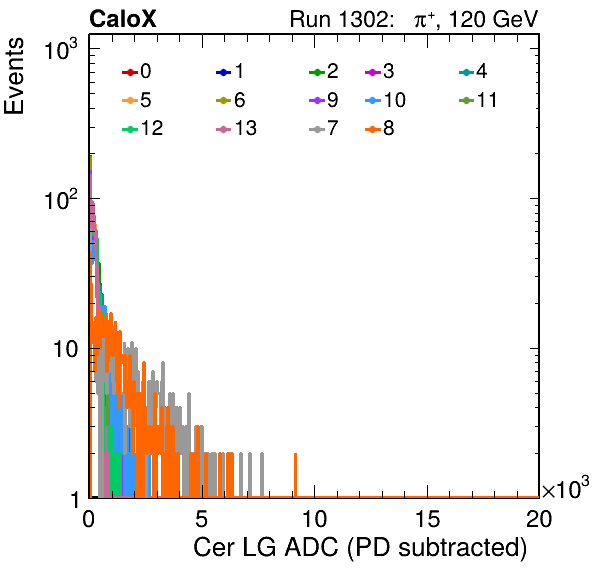 CaloX Run 1302: π⁺, 120 GeV
Events
10³
10²
10
1
0 1 2 3 4
5 6 9 10 11
12 13 7 8
0 5 10 15 20
×10³
Cer LG ADC (PD subtracted)